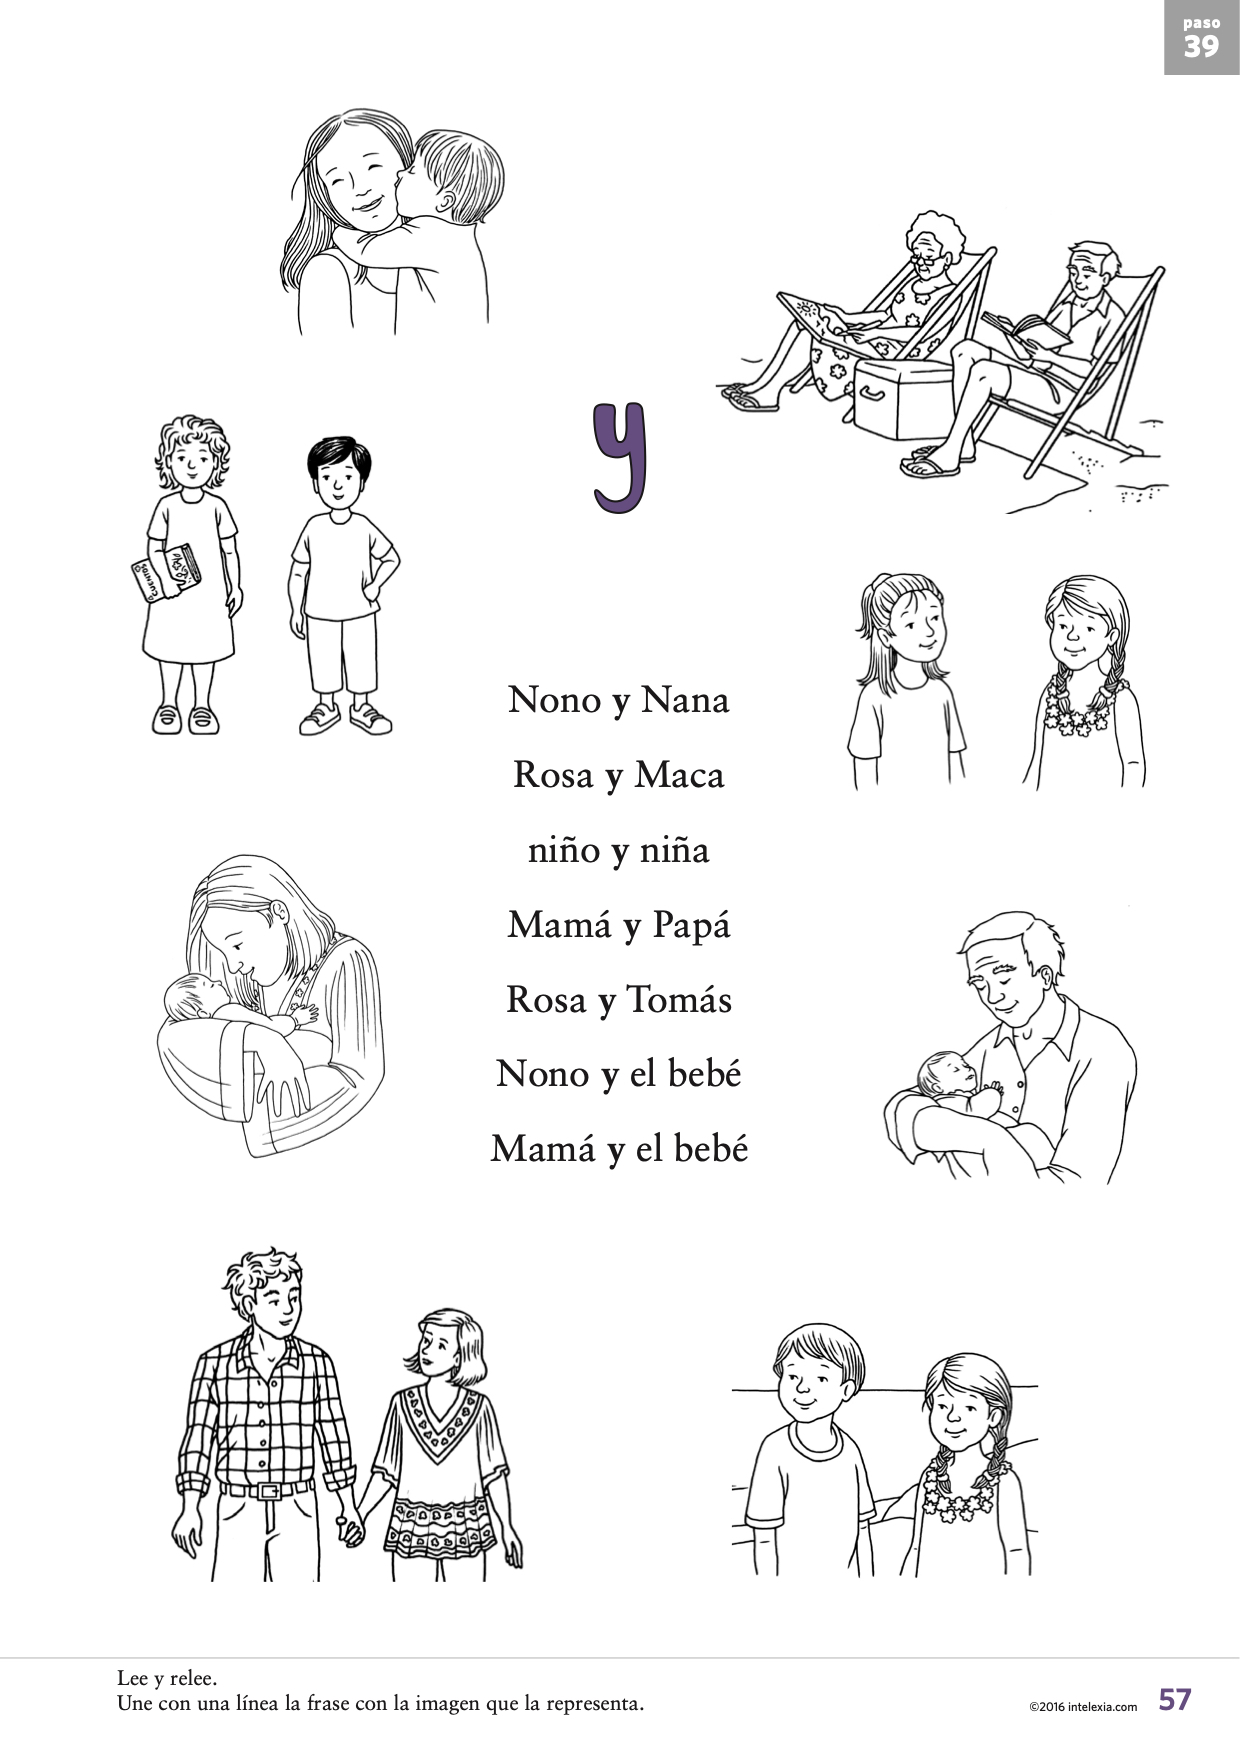 paso
39
y
CUENTOS
Nono y Nana
Rosa y Maca
niño y niña
Mamá y Papá
Rosa y Tomás
Nono y el bebé
Mamá y el bebé
Lee y relee.
Une con una línea la frase con la imagen que la representa.
©2016 intelexia.com
57